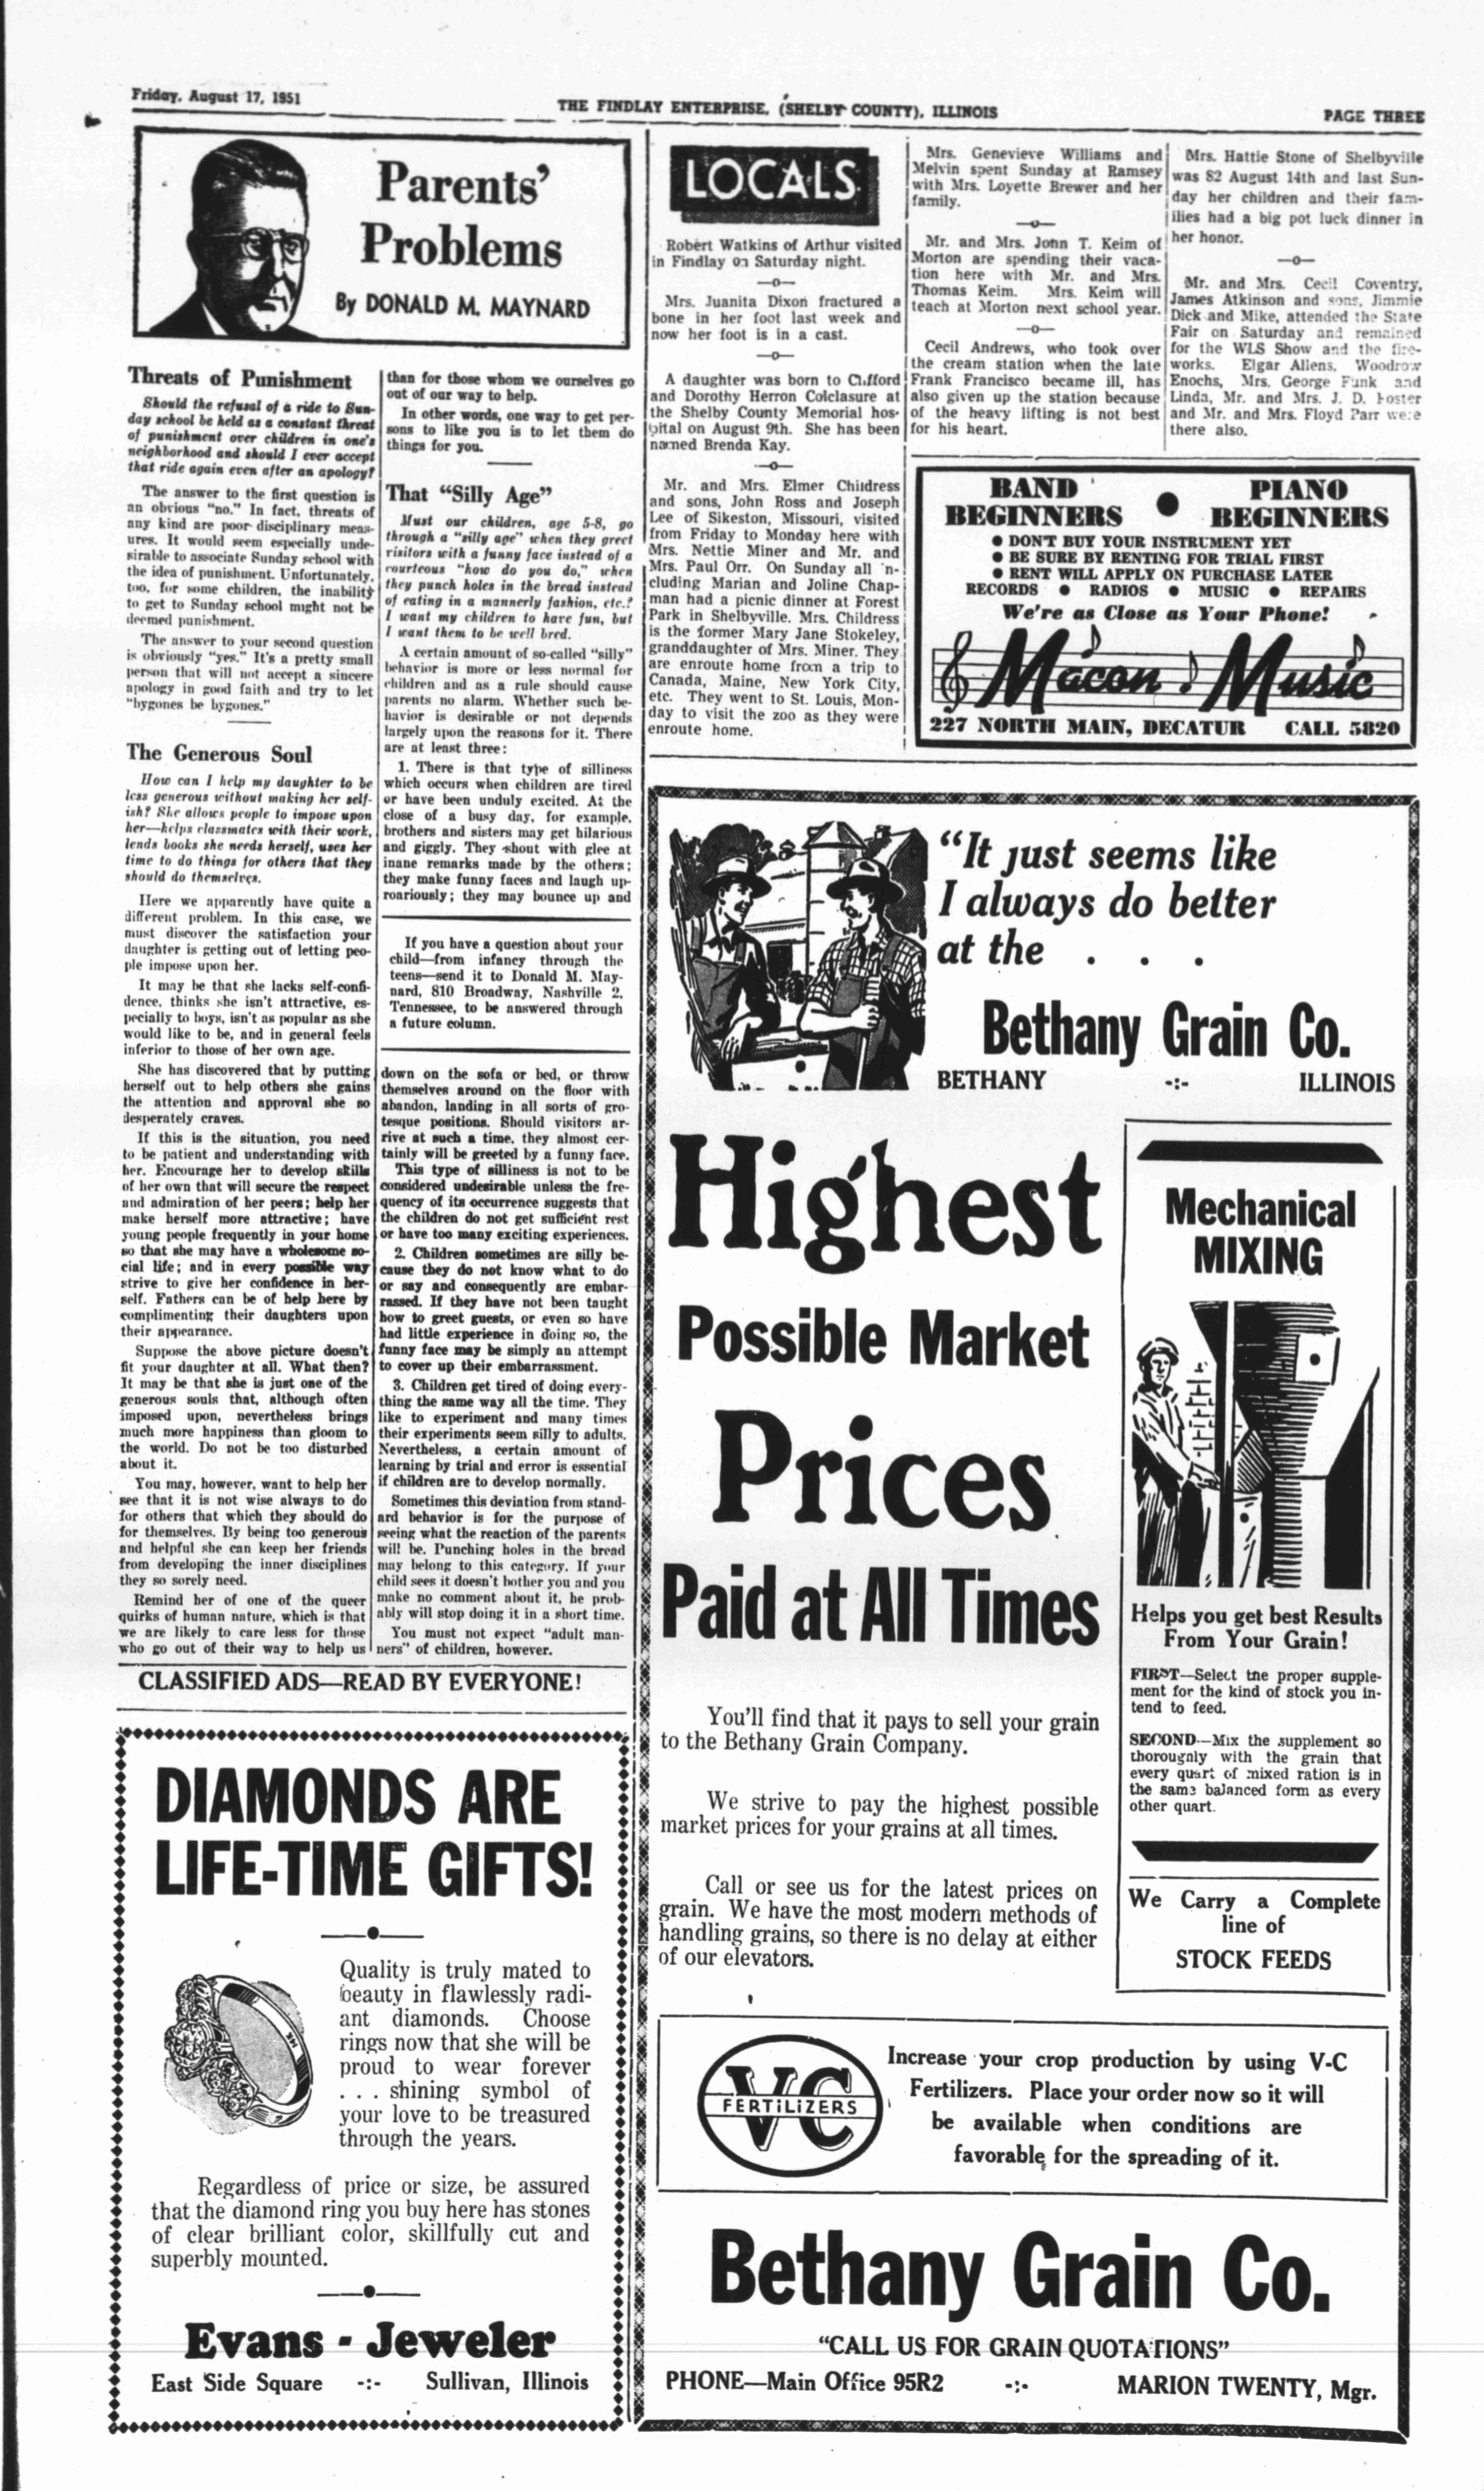 Friday, August 17, 1951
THE FINDLAY ENTERPRISE, (SHELBY COUNTY), ILLINOIS
PAGE THREE
Parents'
Problems
By DONALD M. MAYNARD
Threats of Punishment
Should the refusal of a ride to Sun-
day school be held as a constant threat
of punishment over children in one's
neighborhood and should I ever accept
that ride again even after an apology?
The answer to the first question is
an obvious "no." In fact, threats of
any kind are poor disciplinary meas-
ures. It would seem especially unde-
sirable to associate Sunday school with
the idea of punishment. Unfortunately,
too, for some children, the inability
to get to Sunday school might not be
deemed punishment.
The answer to your second question
is obviously "yes." It's a pretty small
person that will not accept a sincere
apology in good faith and try to let
"bygones be bygones."
The Generous Soul
How can I help my daughter to be
less generous without making her self-
ish? She allows people to impose upon
her—helps classmates with their work,
lends books she needs herself, uses her
time to do things for others that they
should do themselves.
Here we apparently have quite a
different problem. In this case, we
must discover the satisfaction your
daughter is getting out of letting peo-
ple impose upon her.
It may be that she lacks self-confi-
dence, thinks she isn't attractive, es-
pecially to boys, isn't as popular as she
would like to be, and in general feels
inferior to those of her own age.
She has discovered that by putting
herself out to help others she gains
the attention and approval she so
desperately craves.
If this is the situation, you need
to be patient and understanding with
her. Encourage her to develop skills
of her own that will secure the respect
and admiration of her peers; help her
make herself more attractive; have
young people frequently in your home
so that she may have a wholesome so-
cial life; and in every possible way
strive to give her confidence in her-
self. Fathers can be of help here by
complimenting their daughters upon
their appearance.
Suppose the above picture doesn't
fit your daughter at all. What then?
It may be that she is just one of the
generous souls that, although often
imposed upon, nevertheless brings
much more happiness than gloom to
the world. Do not be too disturbed
about it.
You may, however, want to help her
see that it is not wise always to do
for others that which they should do
for themselves. By being too generous
and helpful she can keep her friends
from developing the inner disciplines
they so sorely need.
Remind her of one of the queer
quirks of human nature, which is that
we are likely to care less for those
who go out of their way to help us
than for those whom we ourselves go
out of our way to help.
In other words, one way to get per-
sons to like you is to let them do
things for you.
That "Silly Age"
Must our children, age 5-8, go
through a "silly age" when they greet
visitors with a funny face instead of a
courteous "how do you do," when
they punch holes in the bread instead
of eating in a mannerly fashion, etc.?
I want my children to have fun, but
I want them to be well bred.
A certain amount of so-called "silly"
behavior is more or less normal for
children and as a rule should cause
parents no alarm. Whether such be-
havior is desirable or not depends
largely upon the reasons for it. There
are at least three:
1. There is that type of silliness
which occurs when children are tired
or have been unduly excited. At the
close of a busy day, for example,
brothers and sisters may get hilarious
and giggly. They shout with glee at
inane remarks made by the others;
they make funny faces and laugh up-
roariously; they may bounce up and
If you have a question about your
child—from infancy through the
teens—send it to Donald M. May-
nard, 810 Broadway, Nashville 2,
Tennessee, to be answered through
a future column.
down on the sofa or bed, or throw
themselves around on the floor with
abandon, landing in all sorts of gro-
tesque positions. Should visitors ar-
rive at such a time, they almost cer-
tainly will be greeted by a funny face.
This type of silliness is not to be
considered undesirable unless the fre-
quency of its occurrence suggests that
the children do not get sufficient rest
or have too many exciting experiences.
2. Children sometimes are silly be-
cause they do not know what to do
or say and consequently are embar-
rassed. If they have not been taught
how to greet guests, or even so have
had little experience in doing so, the
funny face may be simply an attempt
to cover up their embarrassment.
3. Children get tired of doing every-
thing the same way all the time. They
like to experiment and many times
their experiments seem silly to adults.
Nevertheless, a certain amount of
learning by trial and error is essential
if children are to develop normally.
Sometimes this deviation from stand-
ard behavior is for the purpose of
seeing what the reaction of the parents
will be. Punching holes in the bread
may belong to this category. If your
child sees it doesn't bother you and you
make no comment about it, he prob-
ably will stop doing it in a short time.
You must not expect "adult man-
ners" of children, however.
CLASSIFIED ADS—READ BY EVERYONE!
DIAMONDS ARE
LIFE-TIME GIFTS!
Quality is truly mated to
beauty in flawlessly radi-
ant diamonds. Choose
rings now that she will be
proud to wear forever
. . . shining symbol of
your love to be treasured
through the years.
Regardless of price or size, be assured
that the diamond ring you buy here has stones
of clear brilliant color, skillfully cut and
superbly mounted.
Evans - Jeweler
East Side Square -:- Sullivan, Illinois
LOCALS
Robert Watkins of Arthur visited
in Findlay on Saturday night.
—o—
Mrs. Juanita Dixon fractured a
bone in her foot last week and
now her foot is in a cast.
—o—
A daughter was born to Clifford
and Dorothy Herron Colclasure at
the Shelby County Memorial hos-
pital on August 9th. She has been
named Brenda Kay.
—o—
Mr. and Mrs. Elmer Childress
and sons, John Ross and Joseph
Lee of Sikeston, Missouri, visited
from Friday to Monday here with
Mrs. Nettie Miner and Mr. and
Mrs. Paul Orr. On Sunday all in-
cluding Marian and Joline Chap-
man had a picnic dinner at Forest
Park in Shelbyville. Mrs. Childress
is the former Mary Jane Stokeley,
granddaughter of Mrs. Miner. They
are enroute home from a trip to
Canada, Maine, New York City,
etc. They went to St. Louis, Mon-
day to visit the zoo as they were
enroute home.
Mrs. Genevieve Williams and
Melvin spent Sunday at Ramsey
with Mrs. Loyette Brewer and her
family.
—o—
Mr. and Mrs. John T. Keim of
Morton are spending their vaca-
tion here with Mr. and Mrs.
Thomas Keim. Mrs. Keim will
teach at Morton next school year.
—o—
Cecil Andrews, who took over
the cream station when the late
Frank Francisco became ill, has
also given up the station because
of the heavy lifting is not best
for his heart.
Mrs. Hattie Stone of Shelbyville
was 82 August 14th and last Sun-
day her children and their fam-
ilies had a big pot luck dinner in
her honor.
—o—
Mr. and Mrs. Cecil Coventry,
James Atkinson and sons, Jimmie
Dick and Mike, attended the State
Fair on Saturday and remained
for the WLS Show and the fire-
works. Elgar Allens, Woodrow
Enochs, Mrs. George Funk and
Linda, Mr. and Mrs. J. D. Foster
and Mr. and Mrs. Floyd Parr were
there also.
BAND BEGINNERS ● PIANO BEGINNERS
● DON'T BUY YOUR INSTRUMENT YET
● BE SURE BY RENTING FOR TRIAL FIRST
● RENT WILL APPLY ON PURCHASE LATER
RECORDS ● RADIOS ● MUSIC ● REPAIRS
We're as Close as Your Phone!
Macon Music
227 NORTH MAIN, DECATUR CALL 5820
"It just seems like
I always do better
at the . . .
Bethany Grain Co.
BETHANY -:- ILLINOIS
Highest
Possible Market
Prices
Paid at All Times
You'll find that it pays to sell your grain
to the Bethany Grain Company.
We strive to pay the highest possible
market prices for your grains at all times.
Call or see us for the latest prices on
grain. We have the most modern methods of
handling grains, so there is no delay at either
of our elevators.
Mechanical
MIXING
Helps you get best Results
From Your Grain!
FIRST—Select the proper supple-
ment for the kind of stock you in-
tend to feed.
SECOND—Mix the supplement so
thoroughly with the grain that
every quart of mixed ration is in
the same balanced form as every
other quart.
We Carry a Complete
line of
STOCK FEEDS
VC
FERTILIZERS
Increase your crop production by using V-C
Fertilizers. Place your order now so it will
be available when conditions are
favorable for the spreading of it.
Bethany Grain Co.
"CALL US FOR GRAIN QUOTATIONS"
PHONE—Main Office 95R2 -:- MARION TWENTY, Mgr.